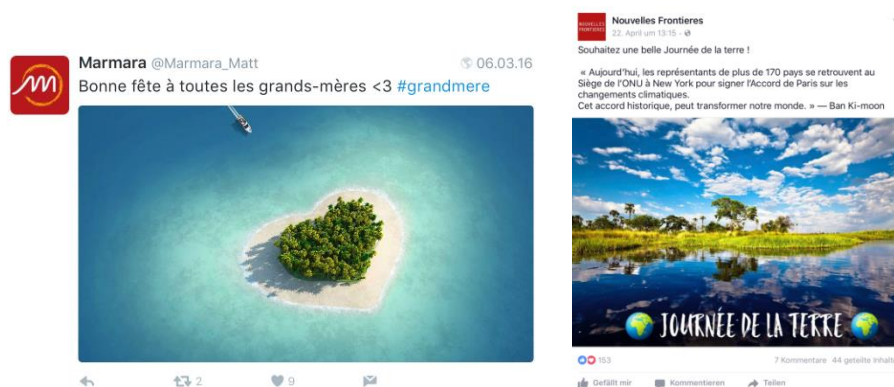 Marmara @Marmara_Matt 06.03.16
Bonne fête à toutes les grands-mères <3 #grandmere
2 9
NOUVELLES
FRONTIERES
Nouvelles Frontieres
22. April um 13:15
Souhaitez une belle Journée de la terre !
« Aujourd'hui, les représentants de plus de 170 pays se retrouvent au
Siège de l'ONU à New York pour signer l'Accord de Paris sur les
changements climatiques.
Cet accord historique, peut transformer notre monde. » — Ban Ki-moon
JOURNÉE DE LA TERRE
153 7 Kommentare 44 geteilte Inhalte
Gefällt mir Kommentieren Teilen